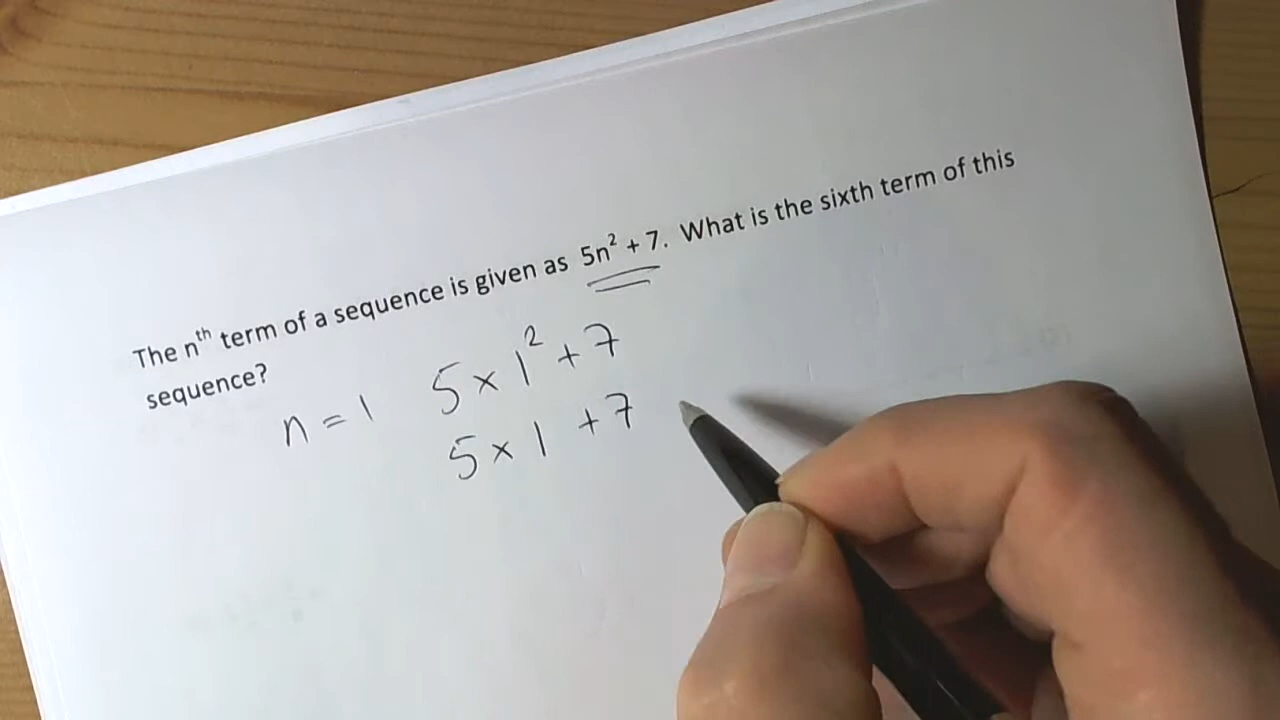 The nᵗʰ term of a sequence is given as 5n² + 7. What is the sixth term of this
sequence?
n = 1 5 × 1² + 7
5 × 1 + 7